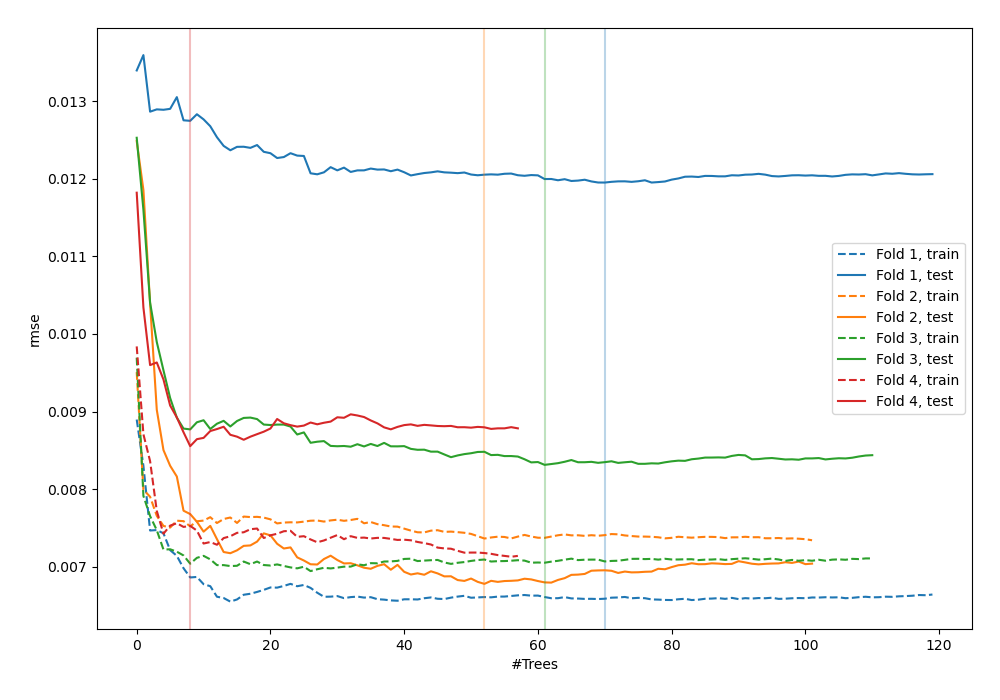 0.013
0.012
0.011
0.010
0.009
0.008
0.007
rmse
0
20
40
60
80
100
120
#Trees
Fold 1, train
Fold 1, test
Fold 2, train
Fold 2, test
Fold 3, train
Fold 3, test
Fold 4, train
Fold 4, test